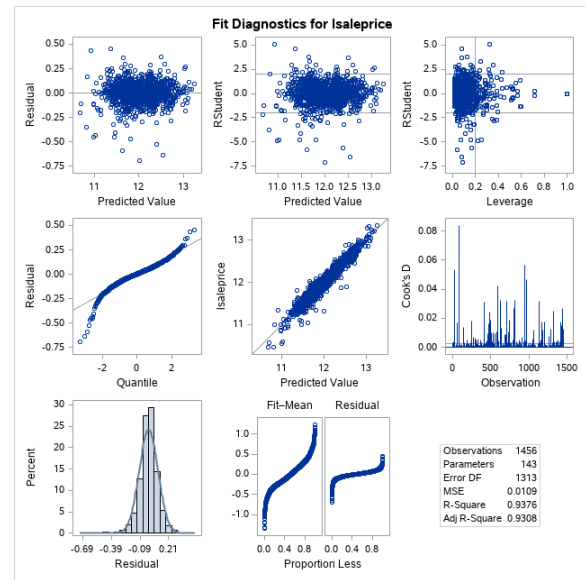 Fit Diagnostics for lsaleprice
0.50
0.25
0.00
-0.25
-0.50
-0.75
Residual
11
12
13
Predicted Value
5.0
2.5
0.0
-2.5
-5.0
-7.5
RStudent
11.0 11.5 12.0 12.5 13.0
Predicted Value
5.0
2.5
0.0
-2.5
-5.0
-7.5
RStudent
0.0 0.2 0.4 0.6 0.8 1.0
Leverage
0.50
0.25
0.00
-0.25
-0.50
-0.75
Residual
-2
0
2
Quantile
13
12
11
lsaleprice
11
12
13
Predicted Value
0.08
0.06
0.04
0.02
0.00
Cook's D
0
500
1000
1500
Observation
30
25
20
15
10
5
0
Percent
-0.69
-0.39
-0.09
0.21
Residual
Fit–Mean
Residual
1.0
0.5
0.0
-0.5
-1.0
0.0 0.4 0.8
0.0 0.4 0.8
Proportion Less
Observations 1456
Parameters 143
Error DF 1313
MSE 0.0109
R-Square 0.9376
Adj R-Square 0.9308